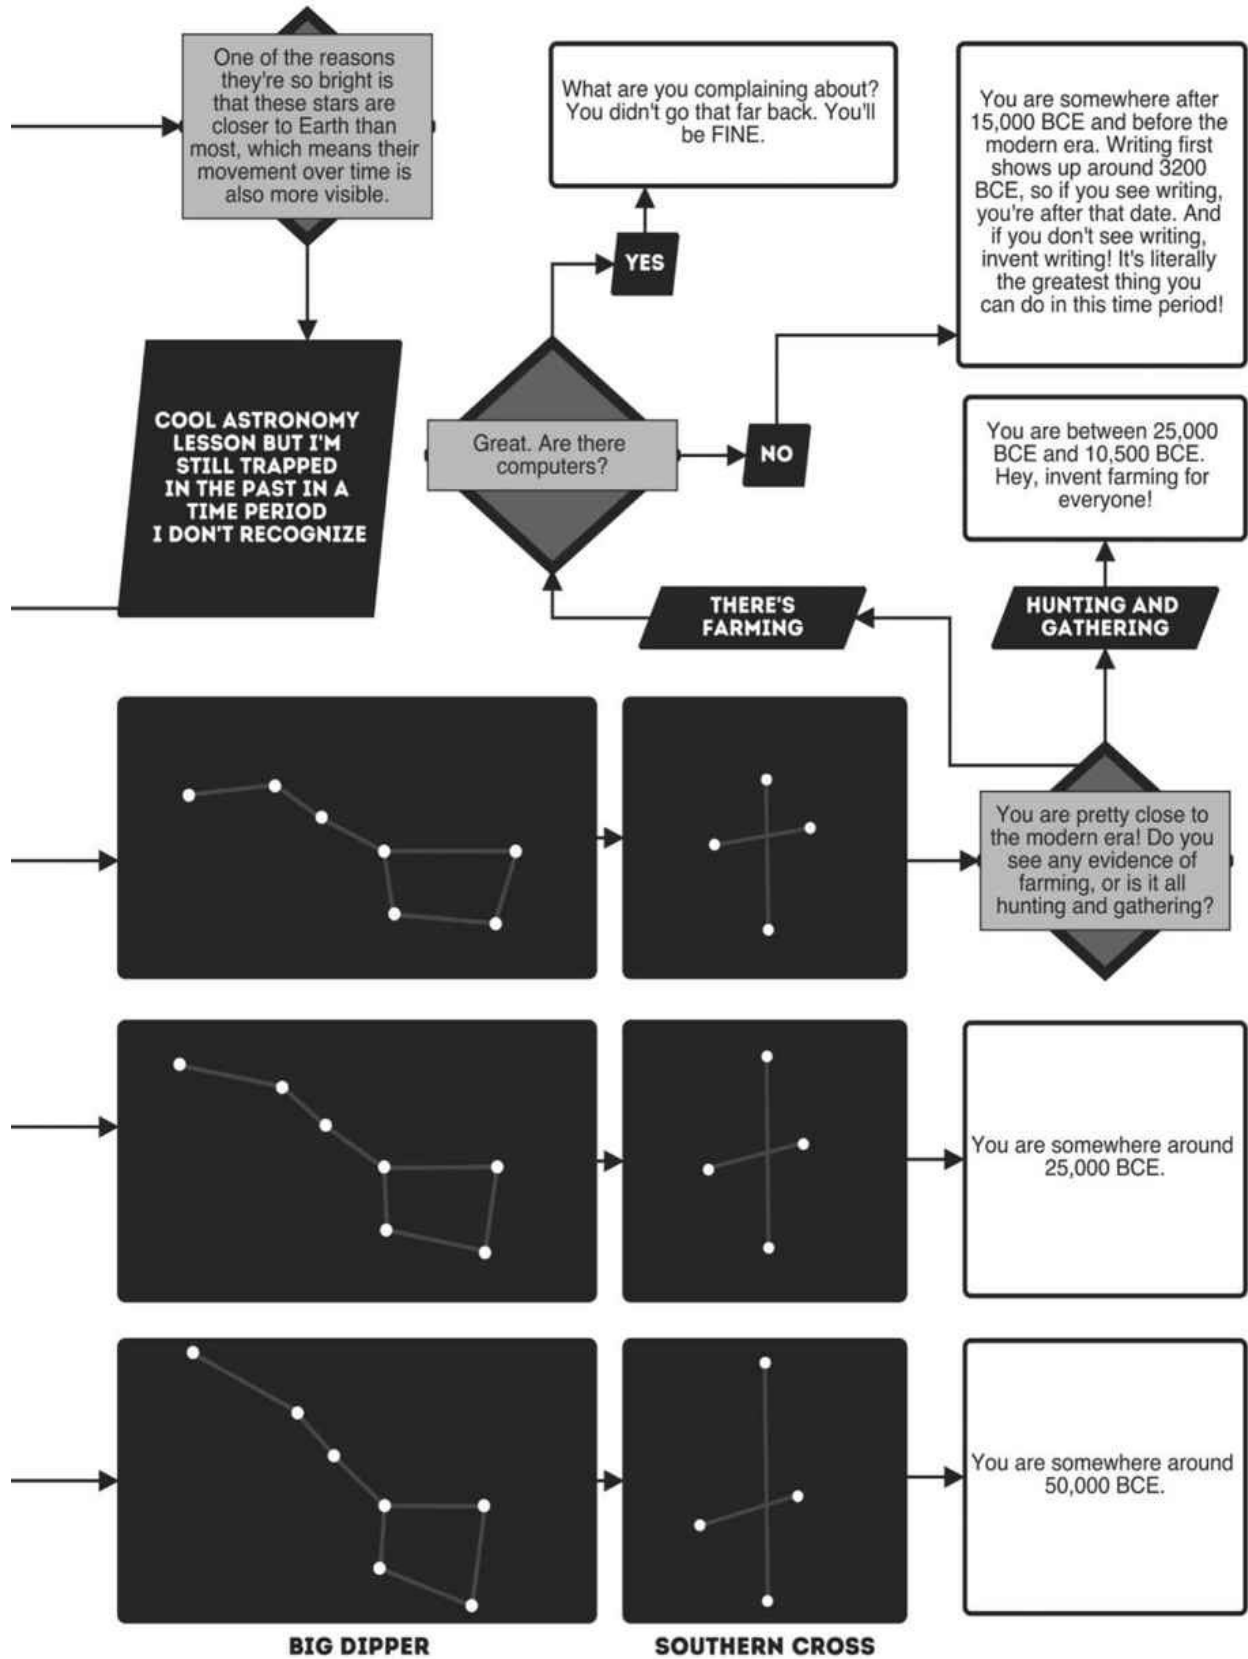 One of the reasons
they're so bright is
that these stars are
closer to Earth than
most, which means their
movement over time is
also more visible.
What are you complaining about?
You didn't go that far back. You'll
be FINE.
You are somewhere after
15,000 BCE and before the
modern era. Writing first
shows up around 3200
BCE, so if you see writing,
you're after that date. And
if you don't see writing,
invent writing! It's literally
the greatest thing you
can do in this time period!
YES
COOL ASTRONOMY
LESSON BUT I'M
STILL TRAPPED
IN THE PAST IN A
TIME PERIOD
I DON'T RECOGNIZE
Great. Are there
computers?
NO
You are between 25,000
BCE and 10,500 BCE.
Hey, invent farming for
everyone!
THERE'S
FARMING
HUNTING AND
GATHERING
You are pretty close to
the modern era! Do you
see any evidence of
farming, or is it all
hunting and gathering?
You are somewhere around
25,000 BCE.
You are somewhere around
50,000 BCE.
BIG DIPPER
SOUTHERN CROSS